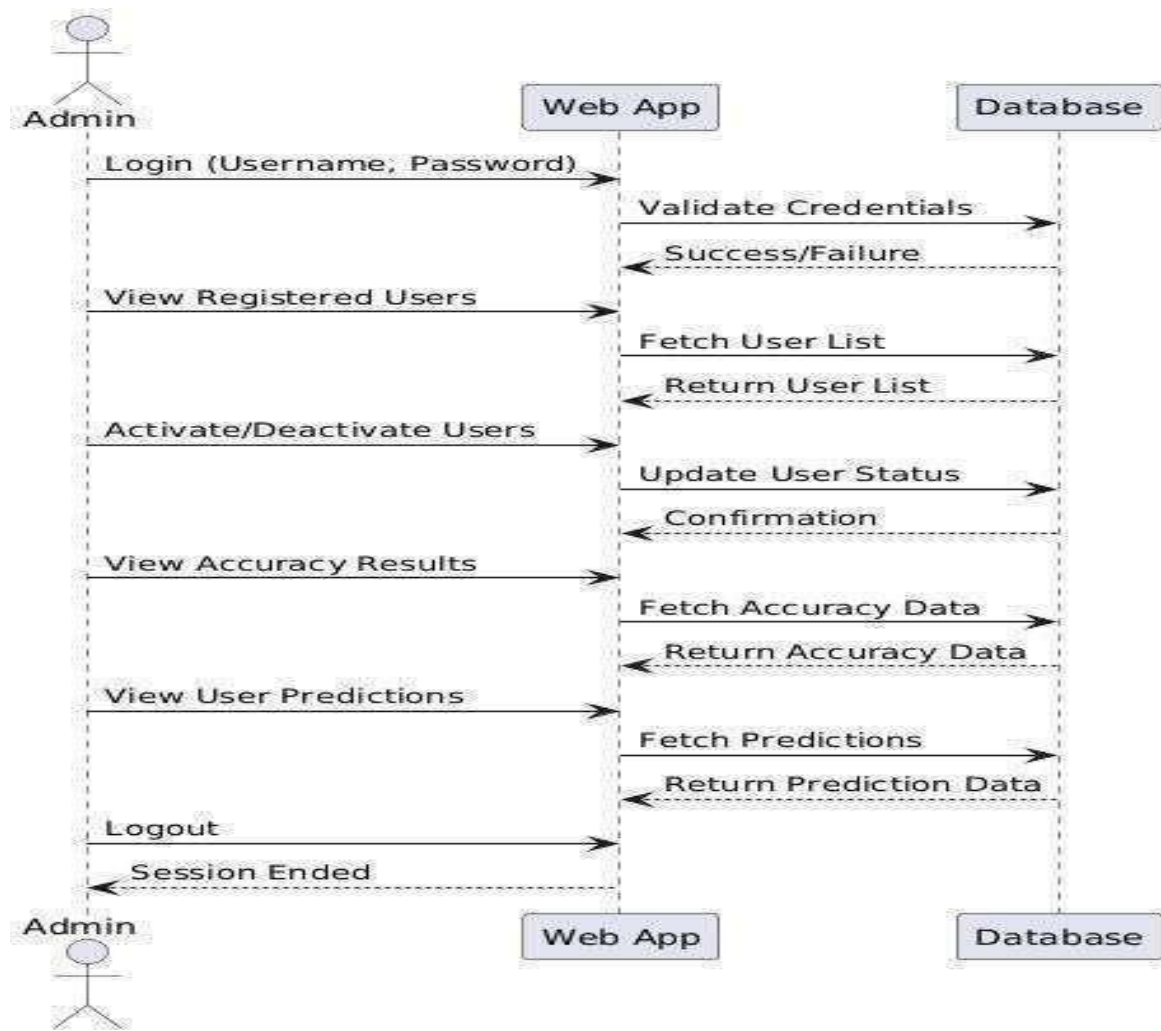 Admin
Web App
Database
Login (Username, Password)
Validate Credentials
Success/Failure
View Registered Users
Fetch User List
Return User List
Activate/Deactivate Users
Update User Status
Confirmation
View Accuracy Results
Fetch Accuracy Data
Return Accuracy Data
View User Predictions
Fetch Predictions
Return Prediction Data
Logout
Session Ended
Admin
Web App
Database